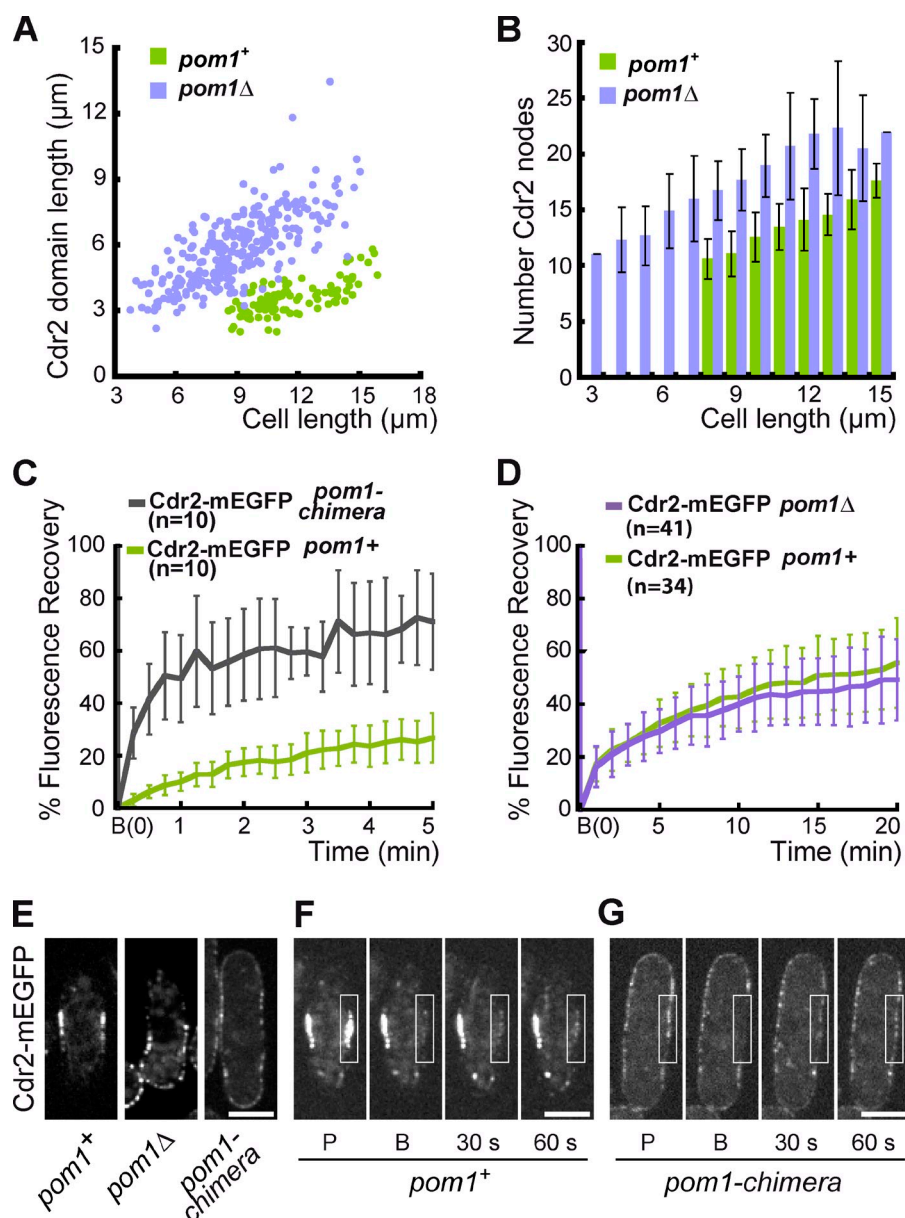 A
pom1+
pom1Δ
Cdr2 domain length (µm)
15
12
9
6
3
0
3 6 9 12 15 18
Cell length (µm)
B
pom1+
pom1Δ
Number Cdr2 nodes
30
25
20
15
10
5
0
3 6 9 12 15
Cell length (µm)
C
Cdr2-mEGFP pom1-chimera
(n=10)
Cdr2-mEGFP pom1+
(n=10)
% Fluorescence Recovery
100
80
60
40
20
0
B(0) 1 2 3 4 5
Time (min)
D
Cdr2-mEGFP pom1Δ
(n=41)
Cdr2-mEGFP pom1+
(n=34)
% Fluorescence Recovery
100
80
60
40
20
0
B(0) 5 10 15 20
Time (min)
E
Cdr2-mEGFP
pom1+
pom1Δ
pom1-
chimera
F
P B 30 s 60 s
pom1+
G
P B 30 s 60 s
pom1-chimera